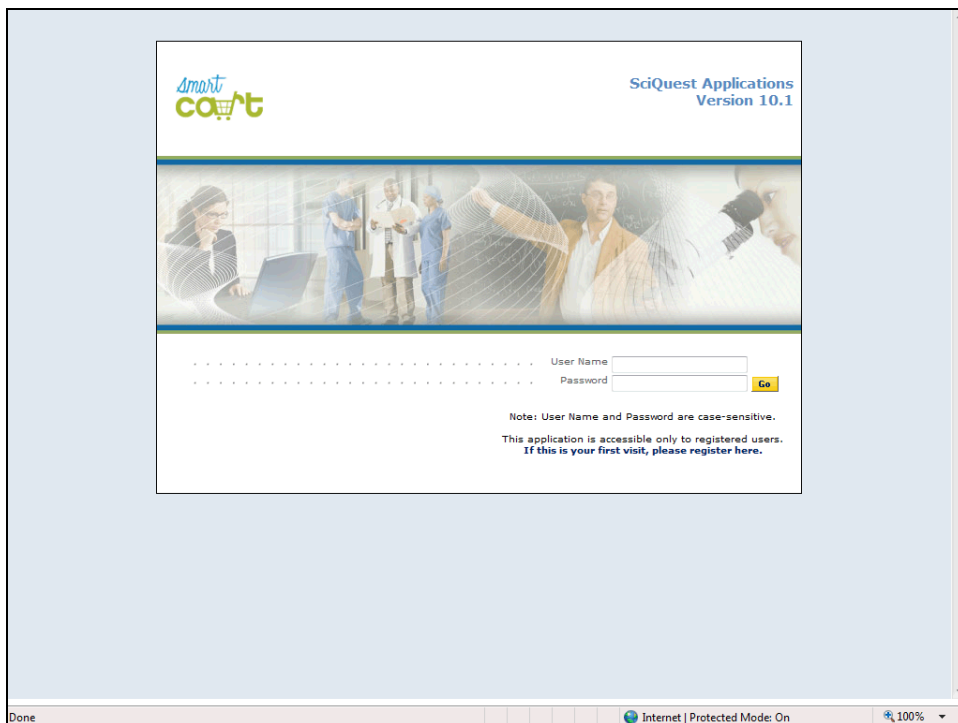 smart
cart
SciQuest Applications
Version 10.1
User Name
Password
Go
Note: User Name and Password are case-sensitive.
This application is accessible only to registered users.
If this is your first visit, please register here.
Done
Internet | Protected Mode: On
100%